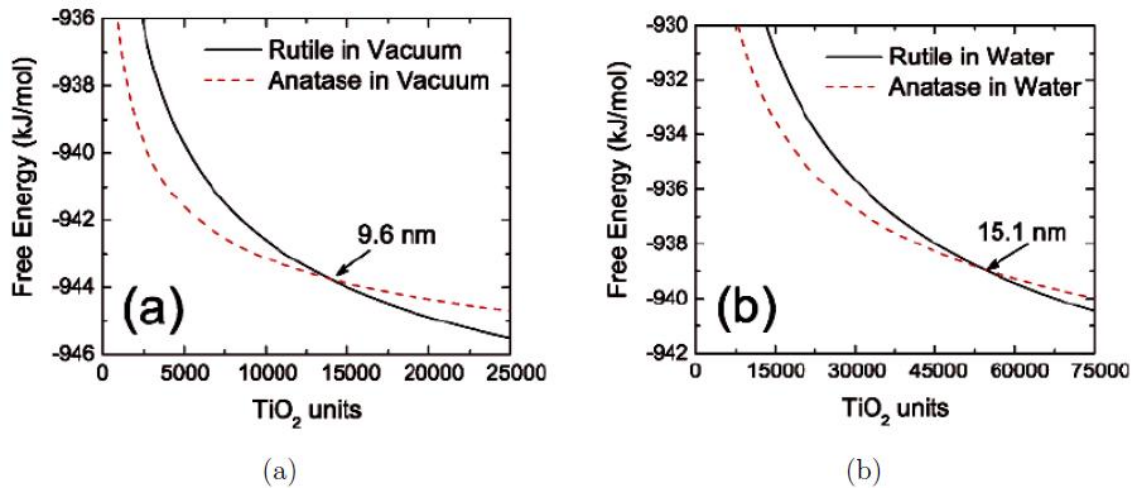 -936
-938
-940
-942
-944
-946
Free Energy (kJ/mol)
Rutile in Vacuum
Anatase in Vacuum
9.6 nm
(a)
0 5000 10000 15000 20000 25000
TiO₂ units
(a)
-930
-932
-934
-936
-938
-940
-942
Free Energy (kJ/mol)
Rutile in Water
Anatase in Water
15.1 nm
(b)
0 15000 30000 45000 60000 75000
TiO₂ units
(b)